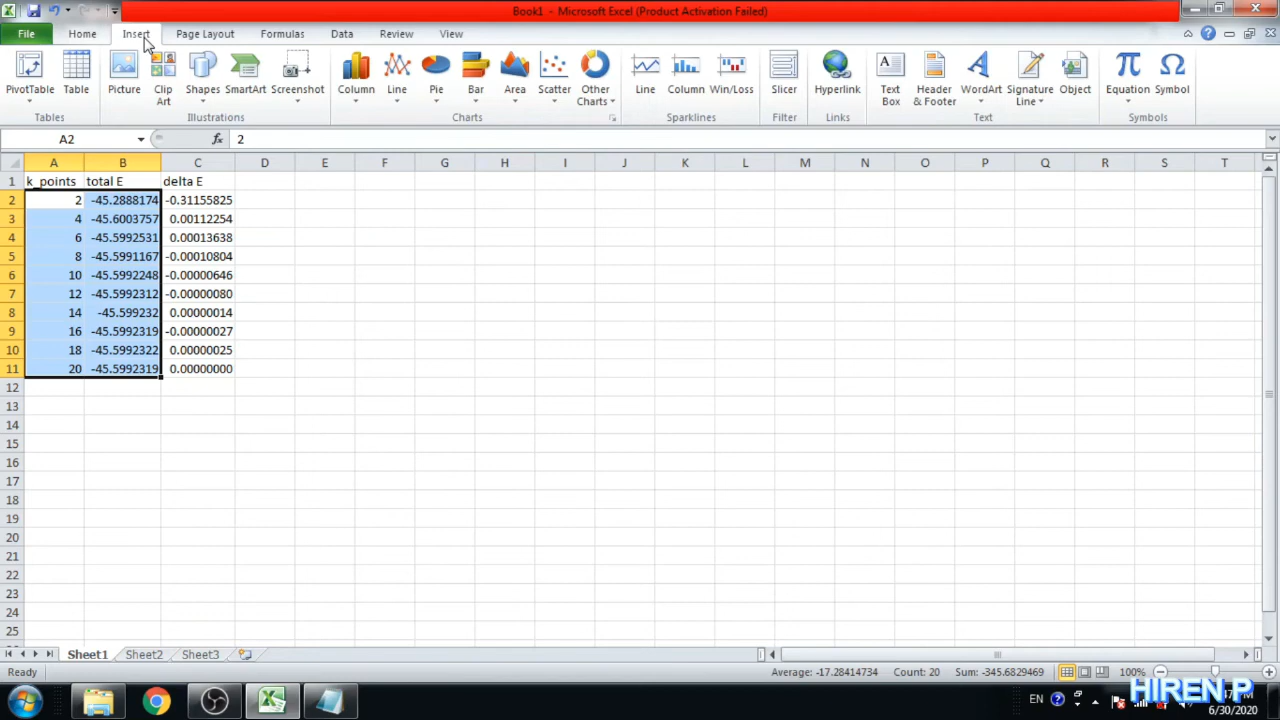 Book1 - Microsoft Excel (Product Activation Failed)
File Home Insert Page Layout Formulas Data Review View
PivotTable Table Picture Clip Art Shapes SmartArt Screenshot Column Line Pie Bar Area Scatter Other Charts Line Column Win/Loss Slicer Hyperlink Text Box Header & Footer WordArt Signature Line Object Equation Symbol
Tables Illustrations Charts Sparklines Filter Links Text Symbols
A2 fx 2
A B C D E F G H I J K L M N O P Q R S T
1 k_points total E delta E
2 2 -45.2888174 -0.31155825
3 4 -45.6003757 0.00112254
4 6 -45.5992531 0.00013638
5 8 -45.5991167 -0.00010804
6 10 -45.5992248 -0.00000646
7 12 -45.5992312 -0.00000080
8 14 -45.599232 0.00000014
9 16 -45.5992319 -0.00000027
10 18 -45.5992322 0.00000025
11 20 -45.5992319 0.00000000
12
13
14
15
16
17
18
19
20
21
22
23
24
25
Sheet1 Sheet2 Sheet3
Ready Average: -17.28414734 Count: 20 Sum: -345.6829469 100%
EN
HIREN P
6/30/2020